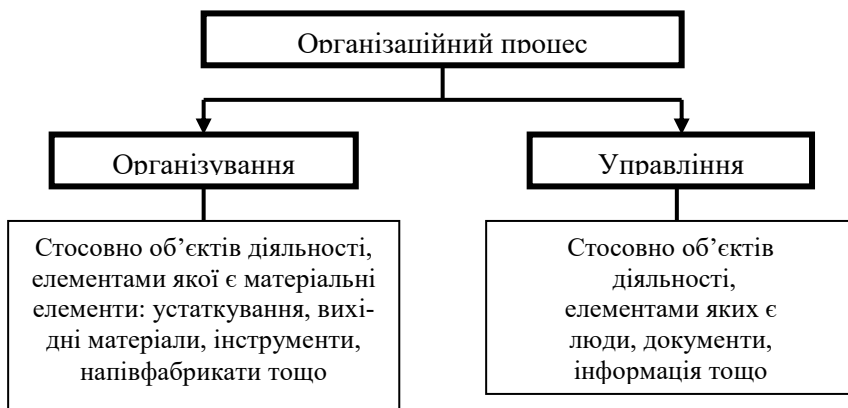 Організаційний процес
Організування
Управління
Стосовно об’єктів діяльності,
елементами якої є матеріальні
елементи: устаткування, вихі-
дні матеріали, інструменти,
напівфабрикати тощо
Стосовно об’єктів
діяльності,
елементами яких є
люди, документи,
інформація тощо